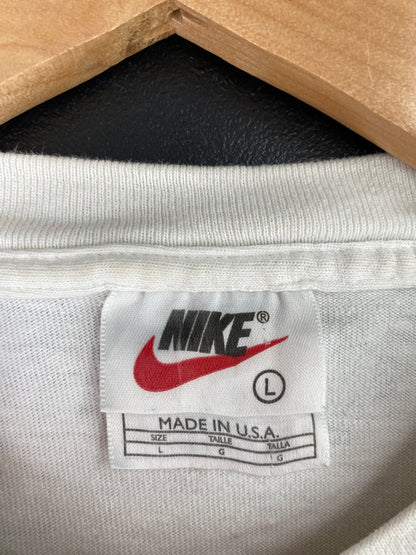 NIKE®
L
MADE IN U.S.A.
SIZE TAILLE TALLA
L G G